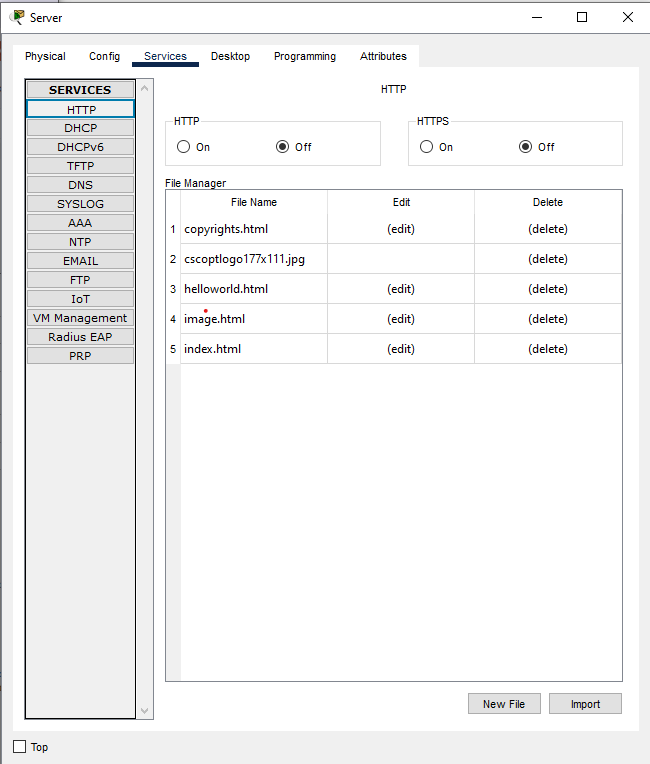 Server
Physical Config Services Desktop Programming Attributes
SERVICES
HTTP
DHCP
DHCPv6
TFTP
DNS
SYSLOG
AAA
NTP
EMAIL
FTP
IoT
VM Management
Radius EAP
PRP
HTTP
HTTP
On Off
HTTPS
On Off
File Manager
File Name Edit Delete
1 copyrights.html (edit) (delete)
2 cscoptlogo177x111.jpg (delete)
3 helloworld.html (edit) (delete)
4 image.html (edit) (delete)
5 index.html (edit) (delete)
New File Import
Top